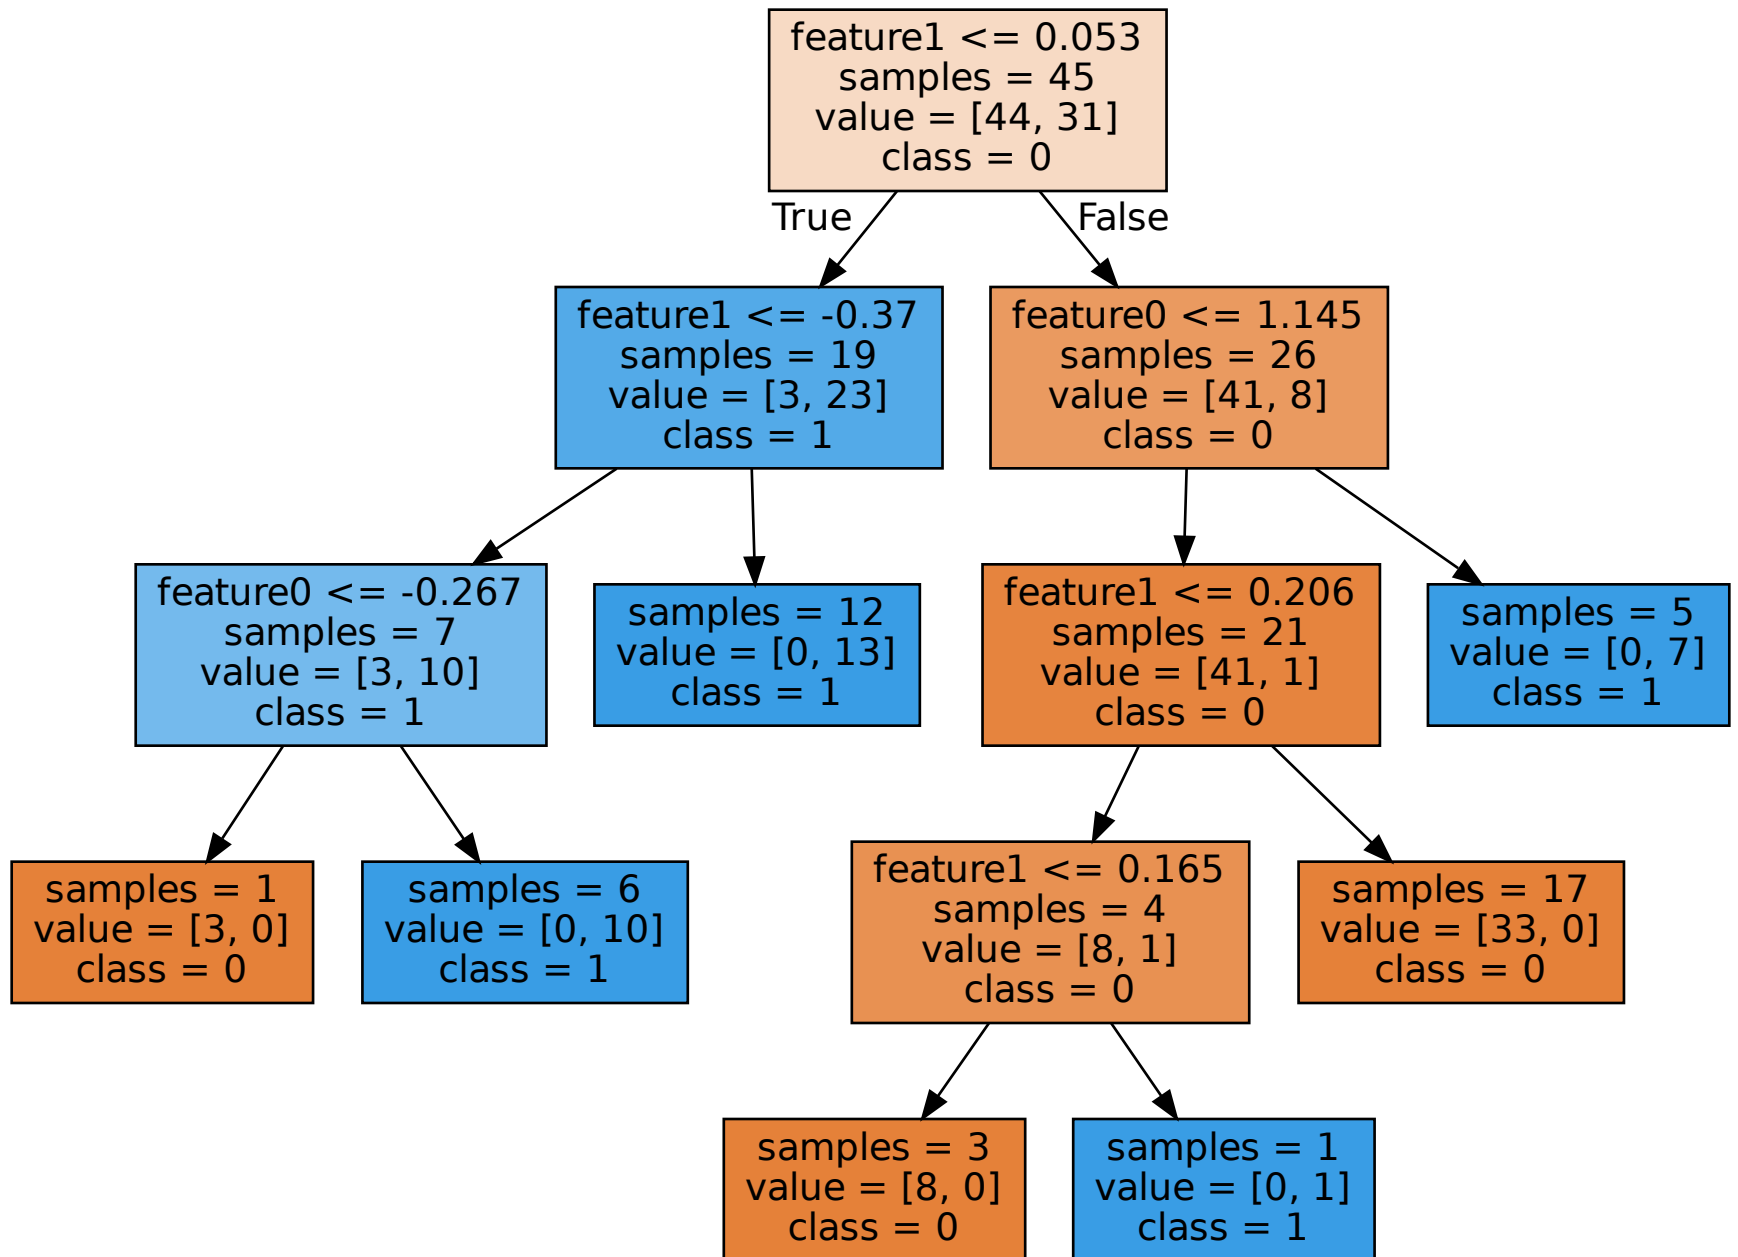 feature1 <= 0.053
samples = 45
value = [44, 31]
class = 0
True
False
feature1 <= -0.37
samples = 19
value = [3, 23]
class = 1
feature0 <= 1.145
samples = 26
value = [41, 8]
class = 0
feature0 <= -0.267
samples = 7
value = [3, 10]
class = 1
samples = 12
value = [0, 13]
class = 1
feature1 <= 0.206
samples = 21
value = [41, 1]
class = 0
samples = 5
value = [0, 7]
class = 1
samples = 1
value = [3, 0]
class = 0
samples = 6
value = [0, 10]
class = 1
feature1 <= 0.165
samples = 4
value = [8, 1]
class = 0
samples = 17
value = [33, 0]
class = 0
samples = 3
value = [8, 0]
class = 0
samples = 1
value = [0, 1]
class = 1